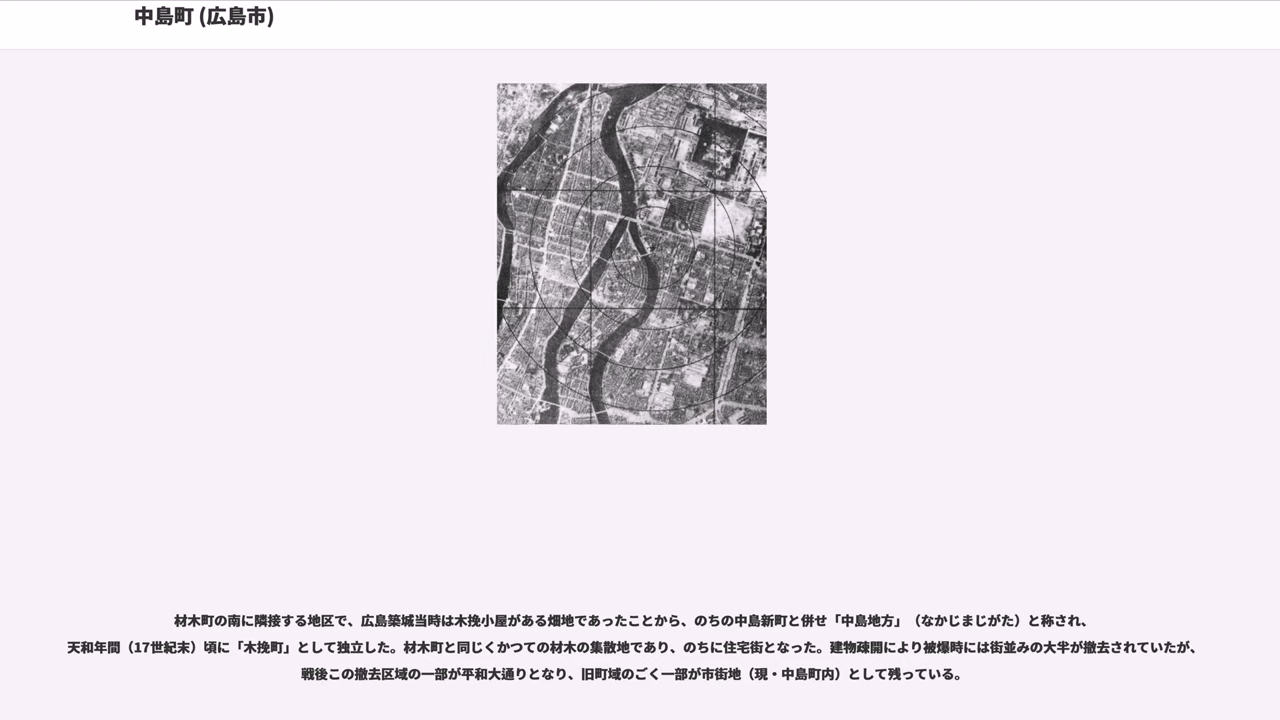 中島町 (広島市)
材木町の南に隣接する地区で、広島築城当時は木挽小屋がある畑地であったことから、のちの中島新町と併せ「中島地方」（なかじまじがた）と称され、
天和年間（17世紀末）頃に「木挽町」として独立した。材木町と同じくかつての材木の集散地であり、のちに住宅街となった。建物疎開により被爆時には街並みの大半が撤去されていたが、
戦後この撤去区域の一部が平和大通りとなり、旧町域のごく一部が市街地（現・中島町内）として残っている。